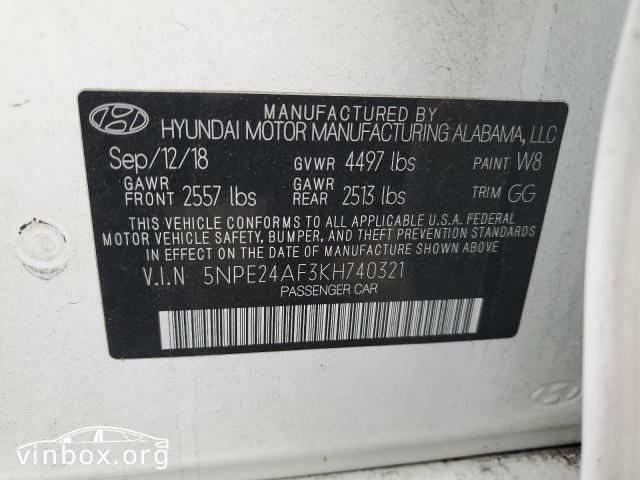 MANUFACTURED BY
HYUNDAI MOTOR MANUFACTURING ALABAMA, LLC
Sep/12/18 GVWR 4497 lbs PAINT W8
GAWR FRONT 2557 lbs GAWR REAR 2513 lbs TRIM GG
THIS VEHICLE CONFORMS TO ALL APPLICABLE U.S.A. FEDERAL
MOTOR VEHICLE SAFETY, BUMPER, AND THEFT PREVENTION STANDARDS
IN EFFECT ON THE DATE OF MANUFACTURE SHOWN ABOVE.
V.I.N 5NPE24AF3KH740321
PASSENGER CAR
vinbox.org